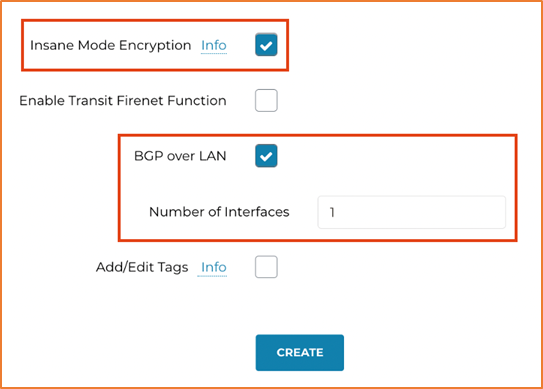 Insane Mode Encryption Info
Enable Transit Firenet Function
BGP over LAN
Number of Interfaces 1
Add/Edit Tags Info
CREATE